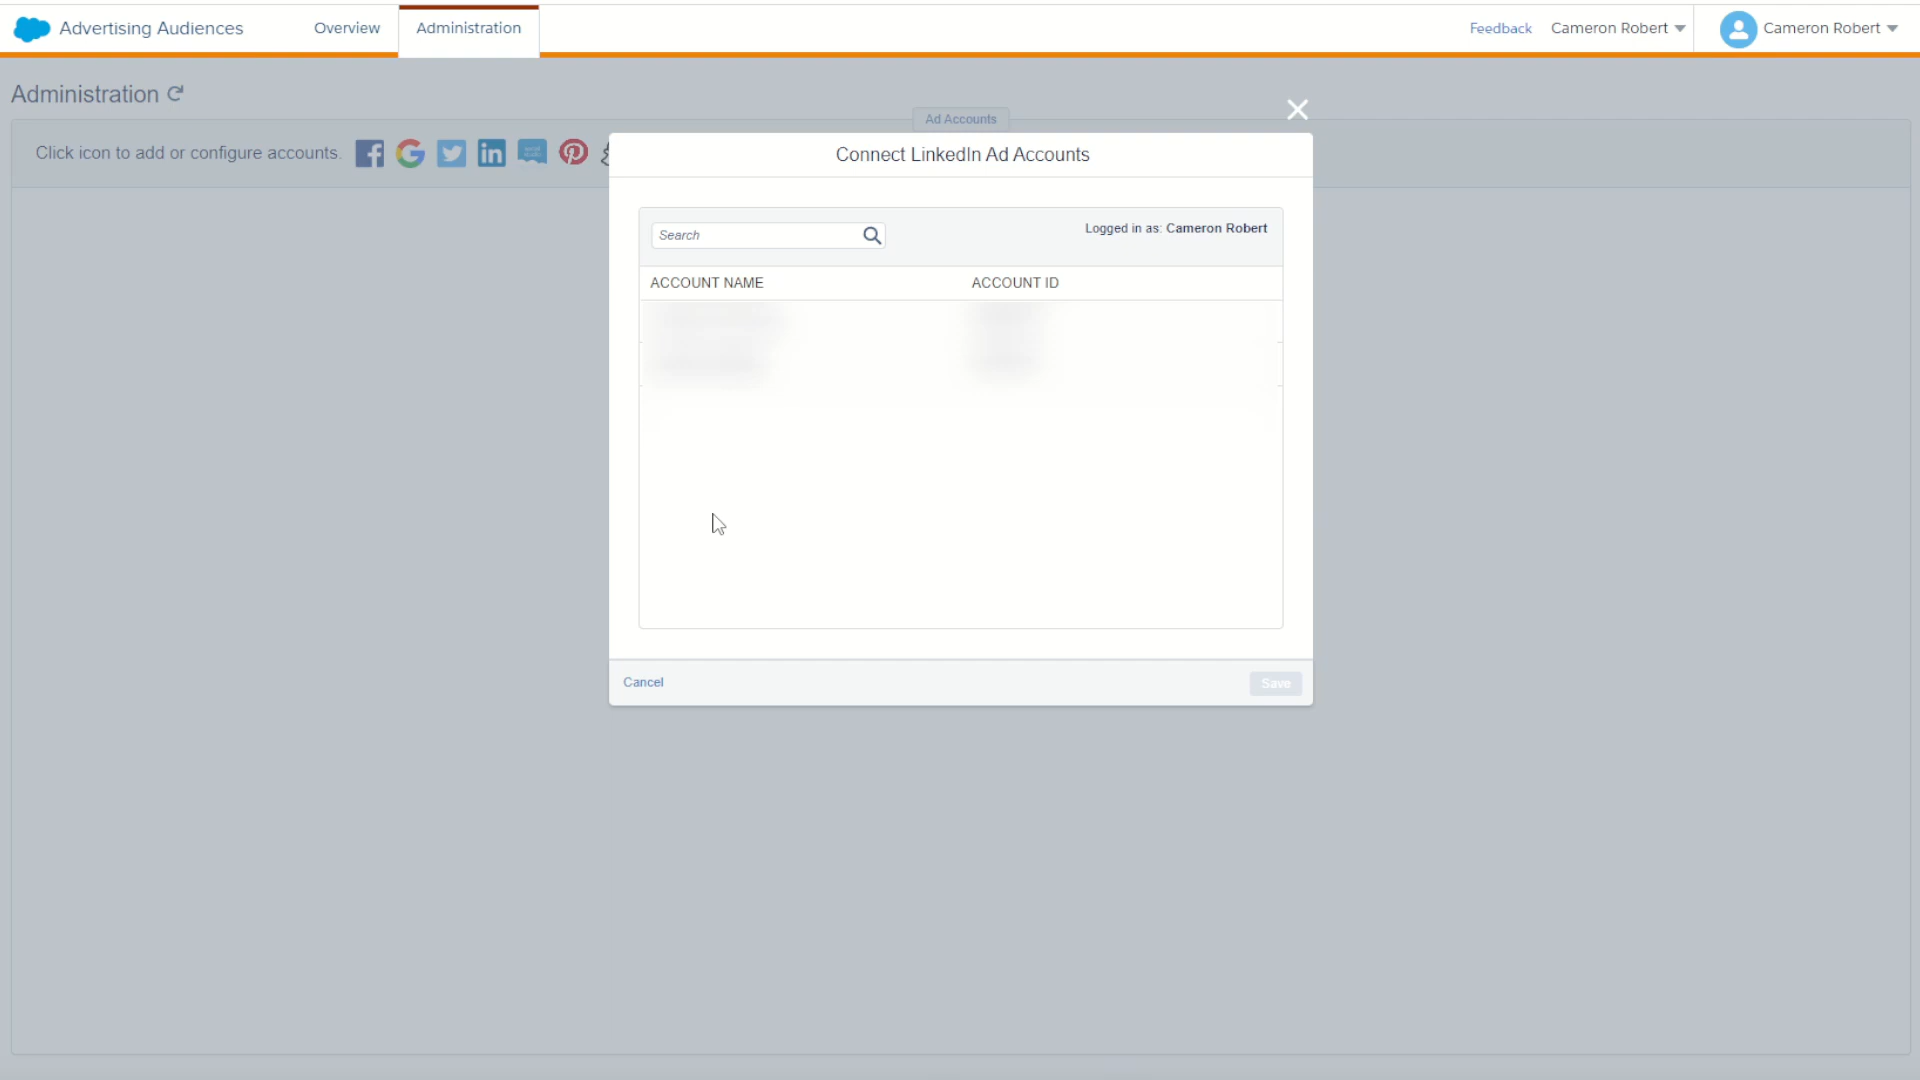 Advertising Audiences
Overview
Administration
Feedback
Cameron Robert
Cameron Robert
Administration
Ad Accounts
Click icon to add or configure accounts.
Connect LinkedIn Ad Accounts
Search
Logged in as: Cameron Robert
ACCOUNT NAME
ACCOUNT ID
Cancel
Save